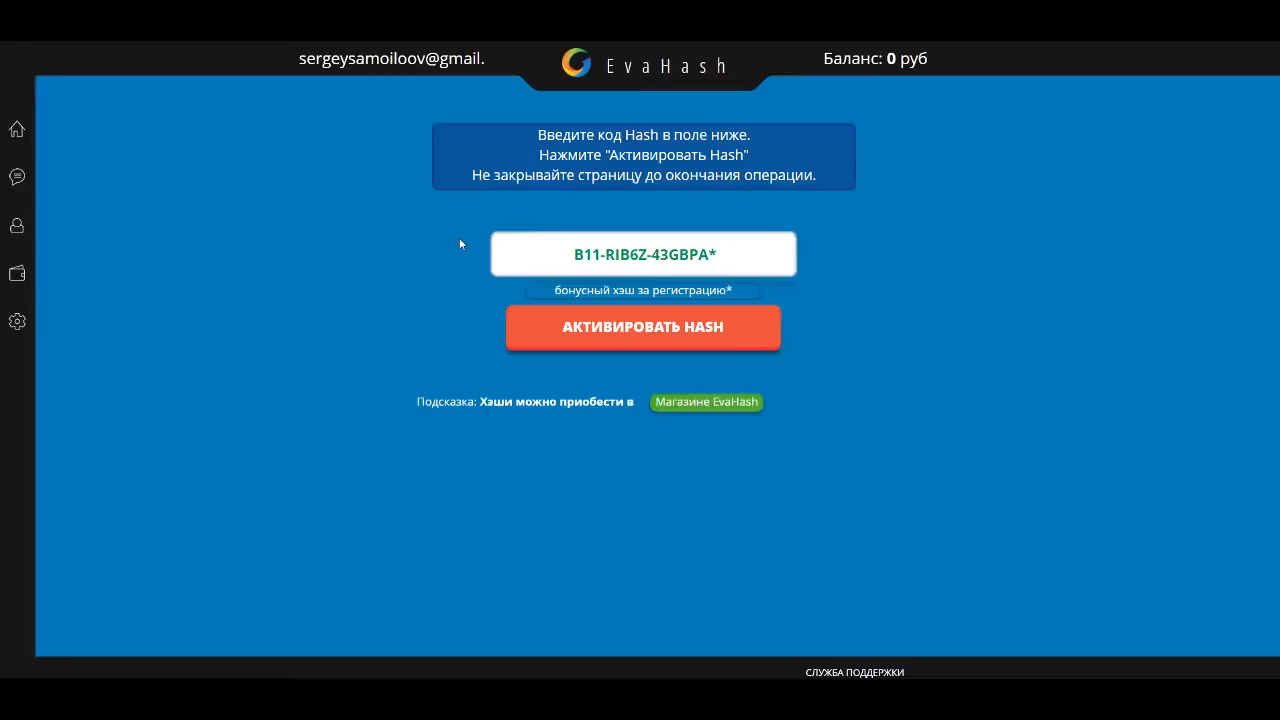 sergeysamoiloov@gmail.
EvaHash
Баланс: 0 руб
Введите код Hash в поле ниже.
Нажмите "Активировать Hash"
Не закрывайте страницу до окончания операции.
B11-RIB6Z-43GBPA*
бонусный хэш за регистрацию*
АКТИВИРОВАТЬ HASH
Подсказка: Хэши можно приобести в Магазине EvaHash
СЛУЖБА ПОДДЕРЖКИ